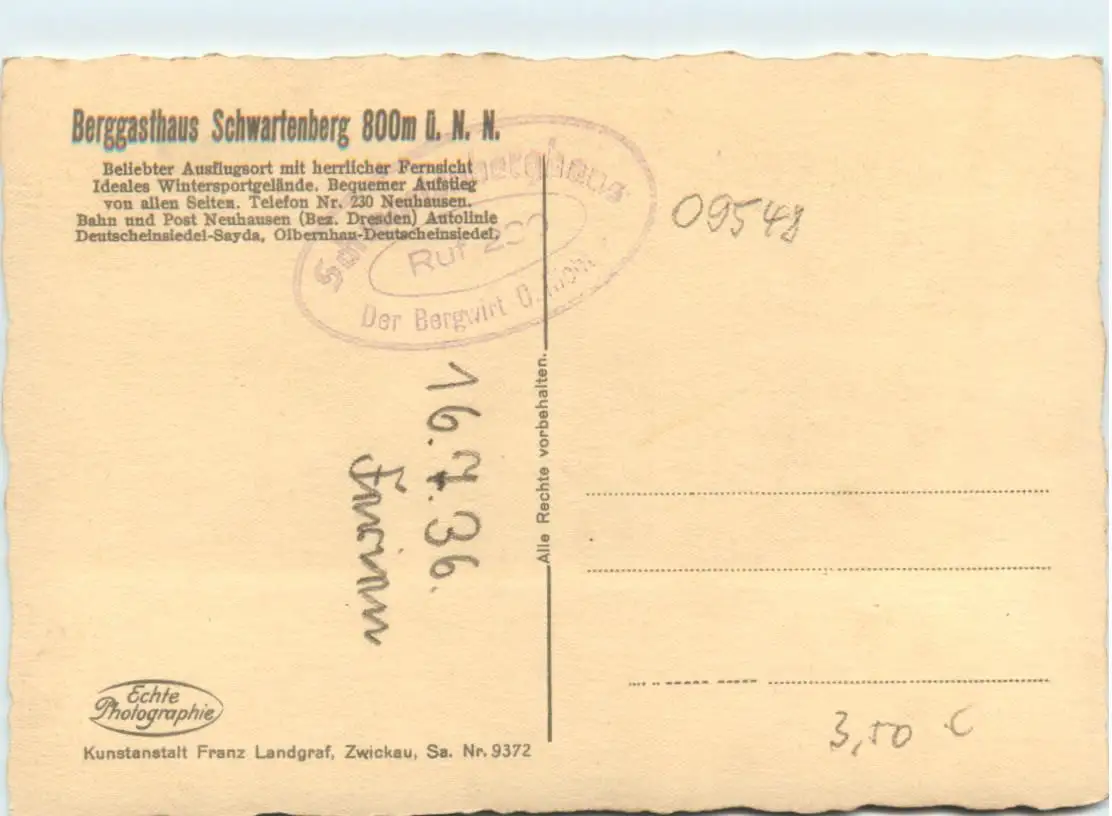 Berggasthaus Schwartenberg 800m ü. N. N.
Beliebter Ausflugsort mit herrlicher Fernsicht
Ideales Wintersportgelände. Bequemer Aufstieg
von allen Seiten. Telefon Nr. 230 Neuhausen.
Bahn und Post Neuhausen (Bez. Dresden) Autolinie
Deutscheinsiedel-Sayda, Olbernhau-Deutscheinsiedel.
Ruf 230
Der Bergwirt
09548
16.7.36.
Alle Rechte vorbehalten.
Echte
Photographie
Kunstanstalt Franz Landgraf, Zwickau, Sa. Nr. 9372
3,50 €